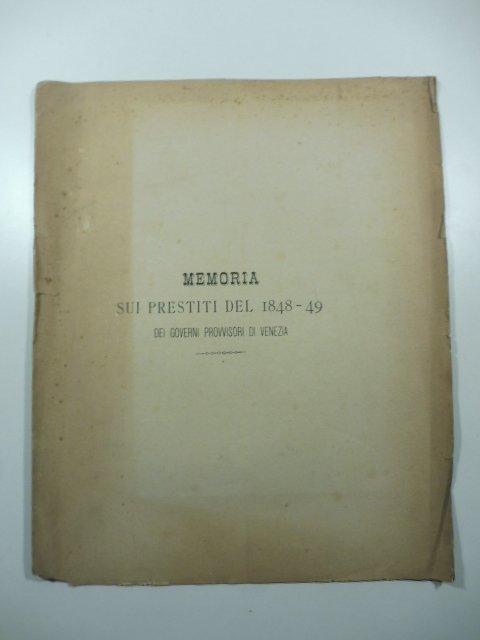 MEMORIA
SUI PRESTITI DEL 1848-49
DEI GOVERNI PROVVISORI DI VENEZIA